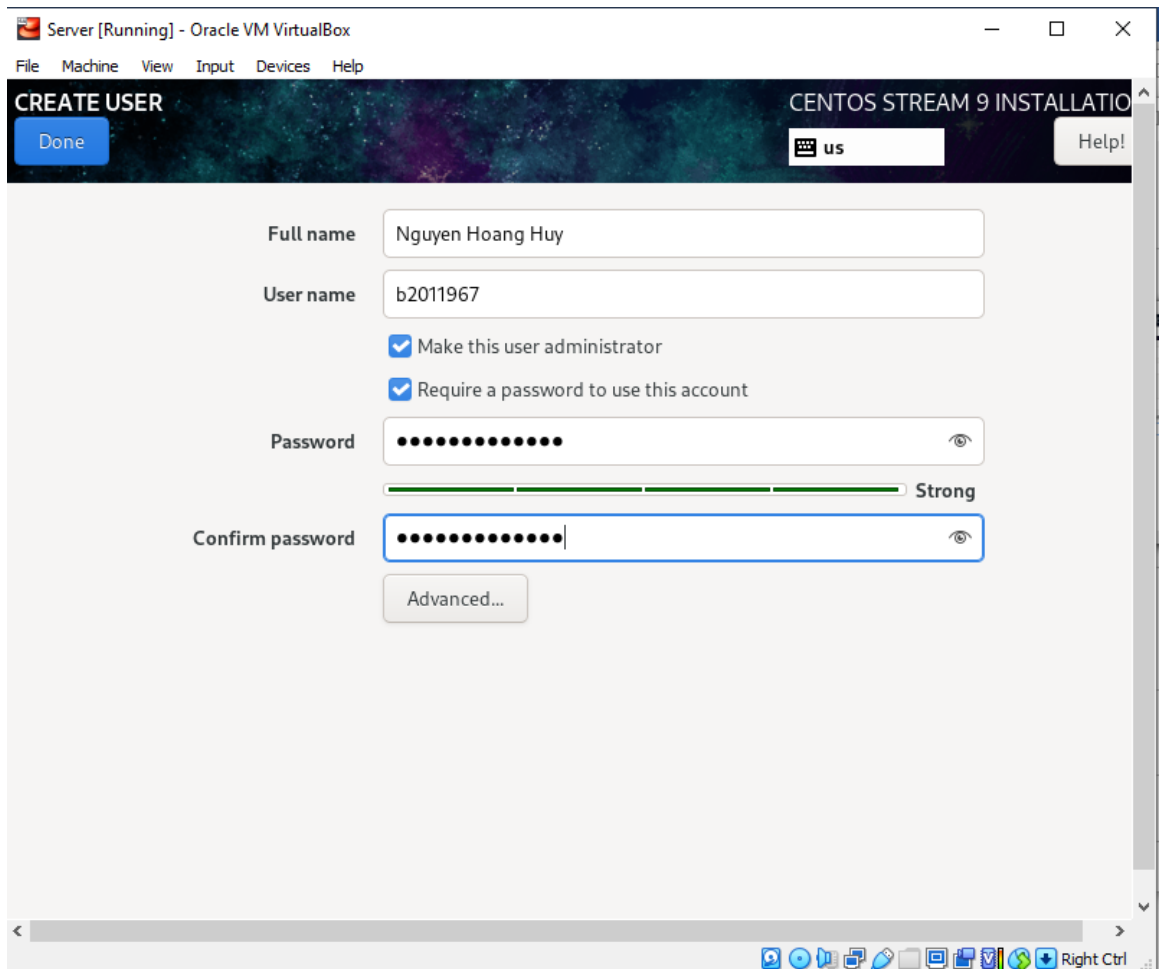 Server [Running] - Oracle VM VirtualBox
File Machine View Input Devices Help
CREATE USER
CENTOS STREAM 9 INSTALLATIO
Done
us
Help!
Full name
Nguyen Hoang Huy
User name
b2011967
Make this user administrator
Require a password to use this account
Password
●●●●●●●●●●●●●
Strong
Confirm password
●●●●●●●●●●●●●
Advanced...
Right Ctrl